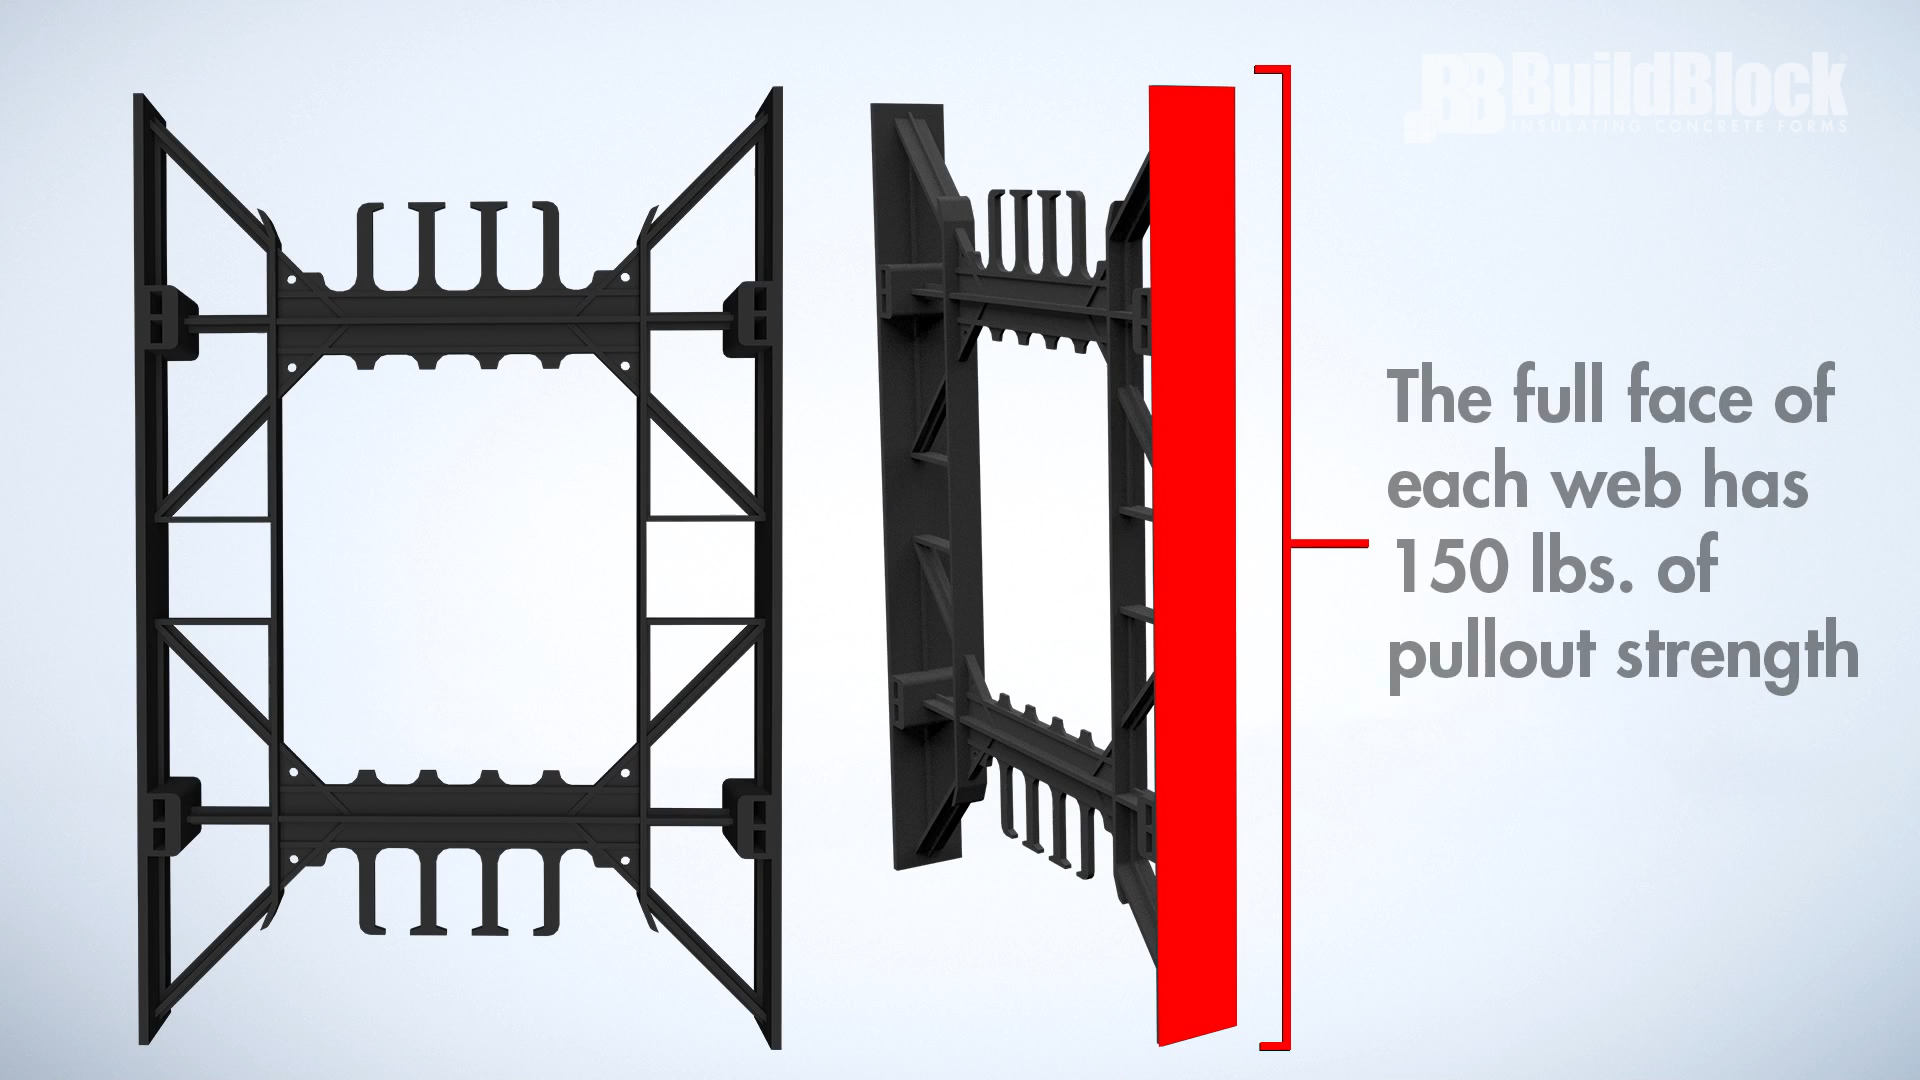 BuildBlock
INSULATING CONCRETE FORMS
The full face of
each web has
150 lbs. of
pullout strength